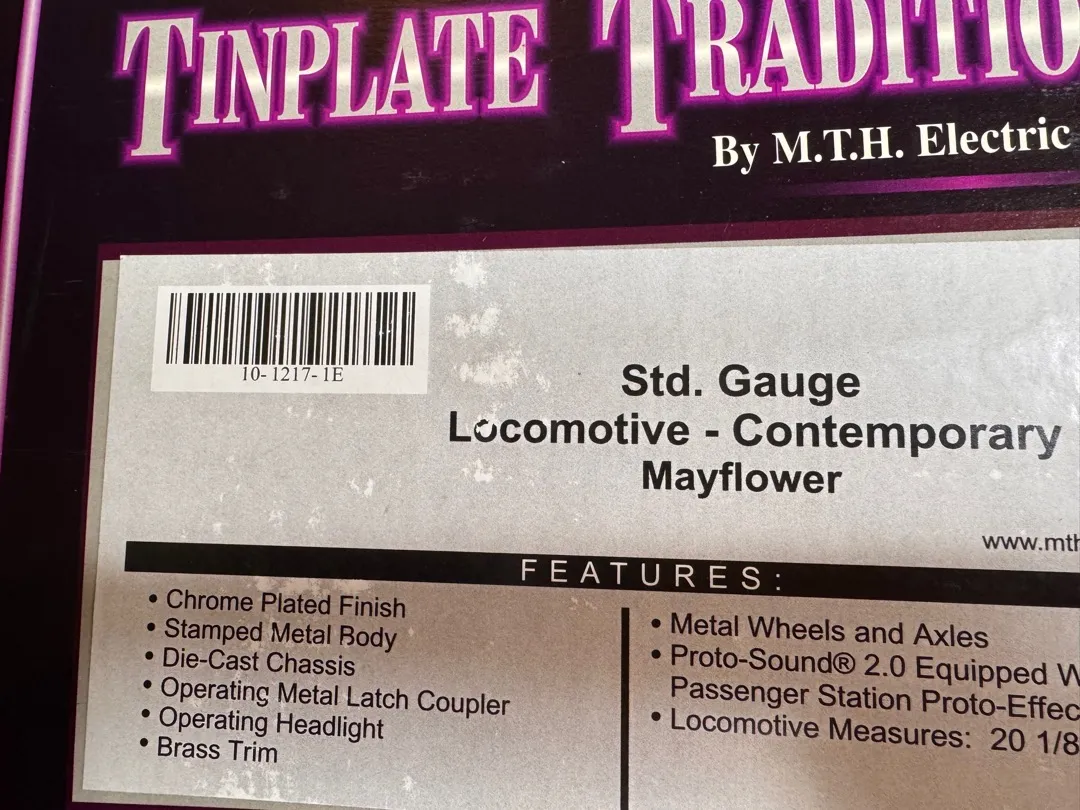 TINPLATE TRADITIO
By M.T.H. Electric
10-1217-1E
Std. Gauge
Locomotive - Contemporary
Mayflower
www.mth
FEATURES:
• Chrome Plated Finish
• Stamped Metal Body
• Die-Cast Chassis
• Operating Metal Latch Coupler
• Operating Headlight
• Brass Trim
• Metal Wheels and Axles
• Proto-Sound® 2.0 Equipped W
Passenger Station Proto-Effec
• Locomotive Measures: 20 1/8